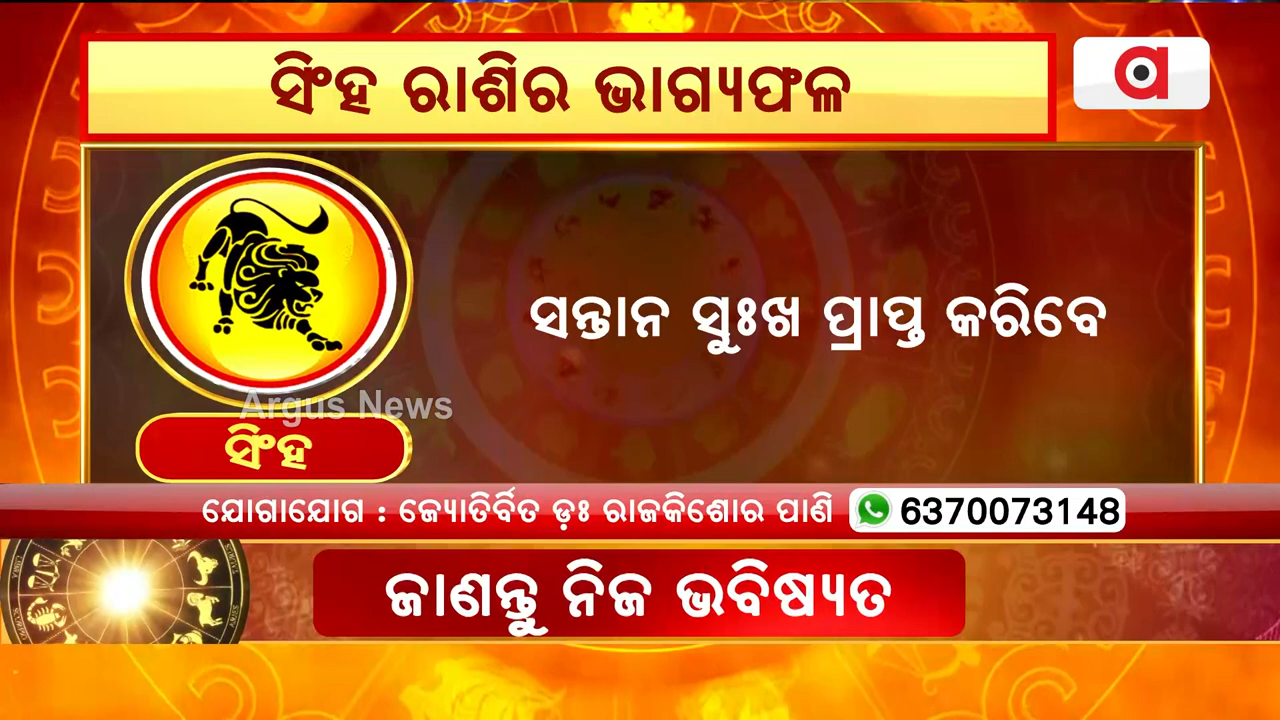 ସିଂହ ରାଶିର ଭାଗ୍ୟଫଳ
a
ସନ୍ତାନ ସୁଃଖ ପ୍ରାପ୍ତ କରିବେ
Argus News
ସିଂହ
ଯୋଗାଯୋଗ : ଜ୍ୟୋତିର୍ବିତ ଡ଼ଃ ରାଜକିଶୋର ପାଣି 6370073148
ଜାଣନ୍ତୁ ନିଜ ଭବିଷ୍ୟତ